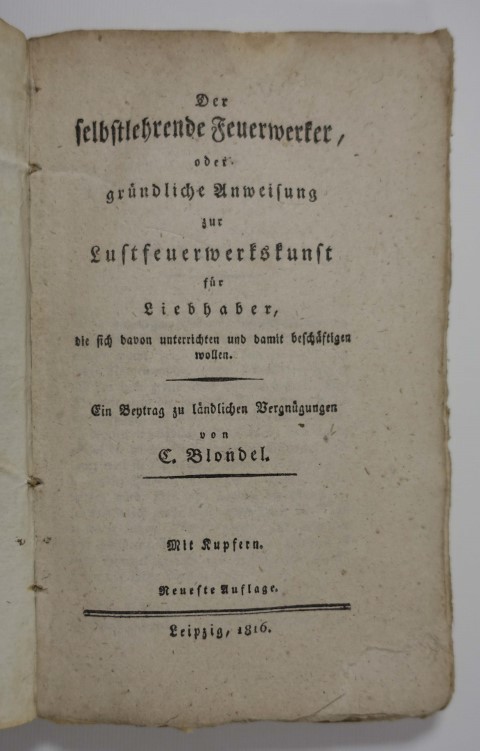 Der
selbstlehrende Feuerwerker,
oder
gründliche Anweisung
zur
Lustfeuerwerkskunst
für
Liebhaber,
die sich davon unterrichten und damit beschäftigen
wollen.
Ein Beytrag zu ländlichen Vergnügungen
von
C. Blondel.
Mit Kupfern.
Neueste Auflage.
Leipzig, 1816.